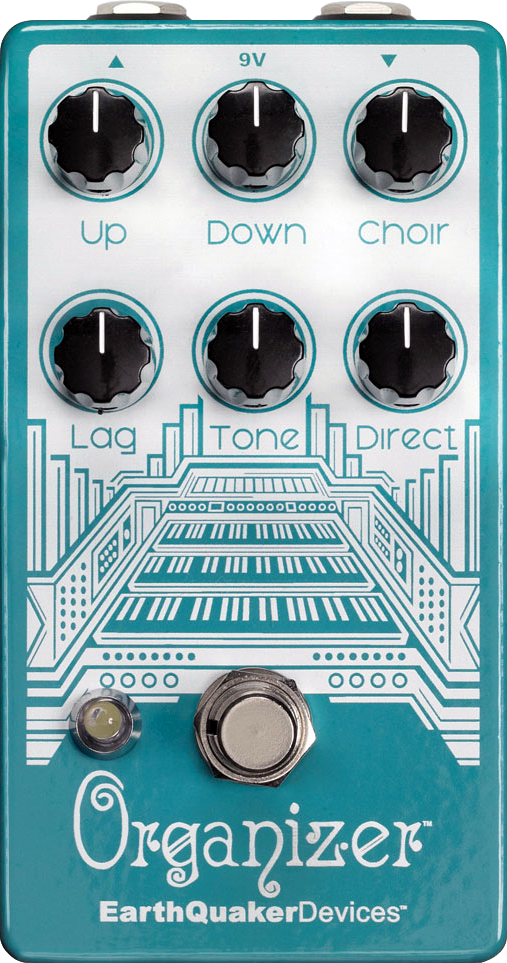 ▲ 9V ▼
Up Down Choir
Lag Tone Direct
Organizer™
EarthQuakerDevices™